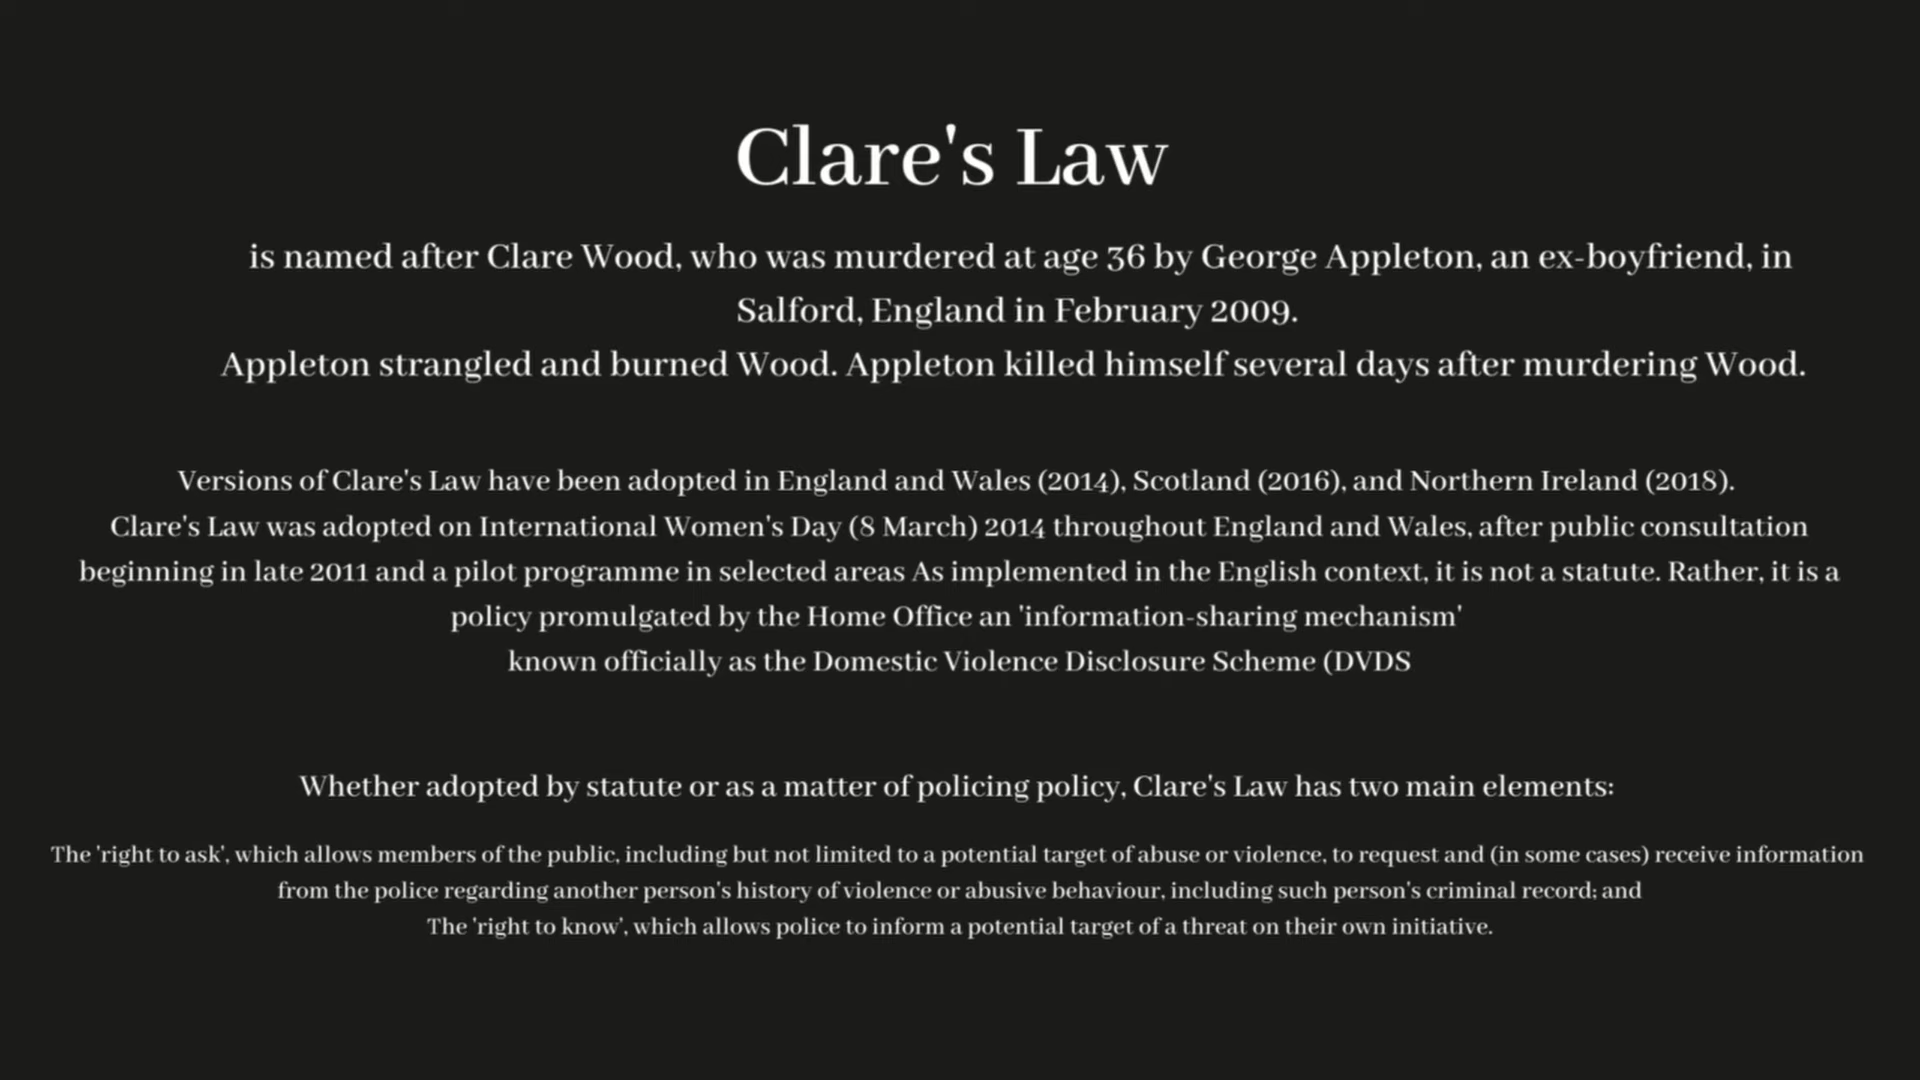 Clare's Law
is named after Clare Wood, who was murdered at age 36 by George Appleton, an ex-boyfriend, in
Salford, England in February 2009.
Appleton strangled and burned Wood. Appleton killed himself several days after murdering Wood.
Versions of Clare's Law have been adopted in England and Wales (2014), Scotland (2016), and Northern Ireland (2018).
Clare's Law was adopted on International Women's Day (8 March) 2014 throughout England and Wales, after public consultation
beginning in late 2011 and a pilot programme in selected areas As implemented in the English context, it is not a statute. Rather, it is a
policy promulgated by the Home Office an 'information-sharing mechanism'
known officially as the Domestic Violence Disclosure Scheme (DVDS
Whether adopted by statute or as a matter of policing policy, Clare's Law has two main elements:
The 'right to ask', which allows members of the public, including but not limited to a potential target of abuse or violence, to request and (in some cases) receive information
from the police regarding another person's history of violence or abusive behaviour, including such person's criminal record; and
The 'right to know', which allows police to inform a potential target of a threat on their own initiative.